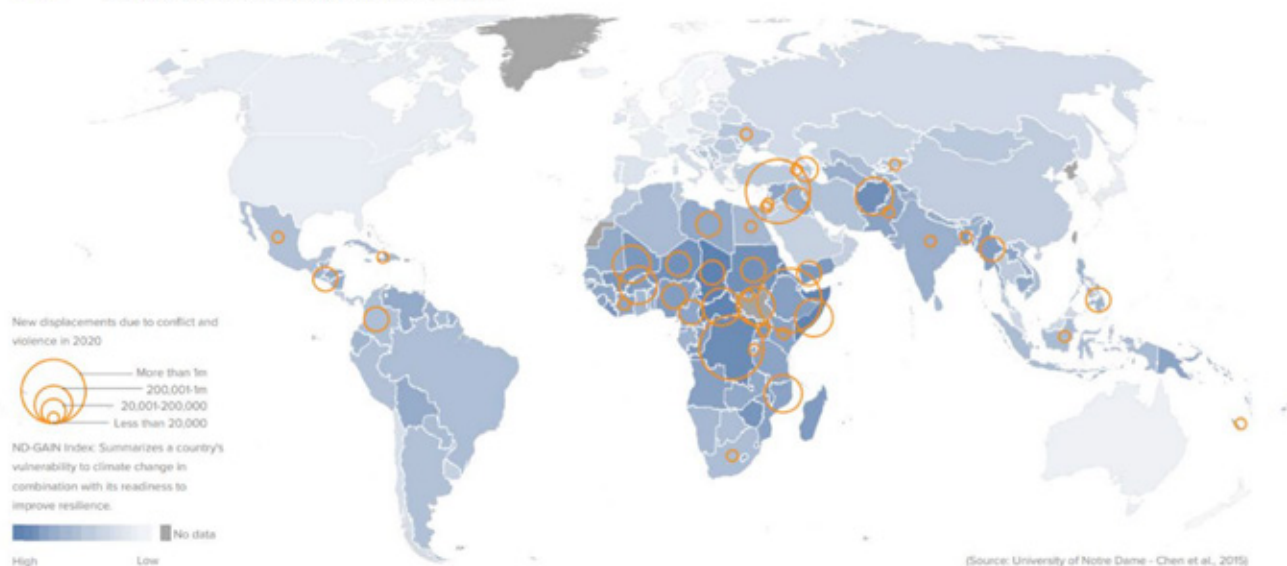 New displacements due to conflict and
violence in 2020
More than 1m
200,001-1m
20,001-200,000
Less than 20,000
ND-GAIN Index: Summarizes a country's
vulnerability to climate change in
combination with its readiness to
improve resilience.
No data
High Low
(Source: University of Notre Dame - Chen et al., 2015)